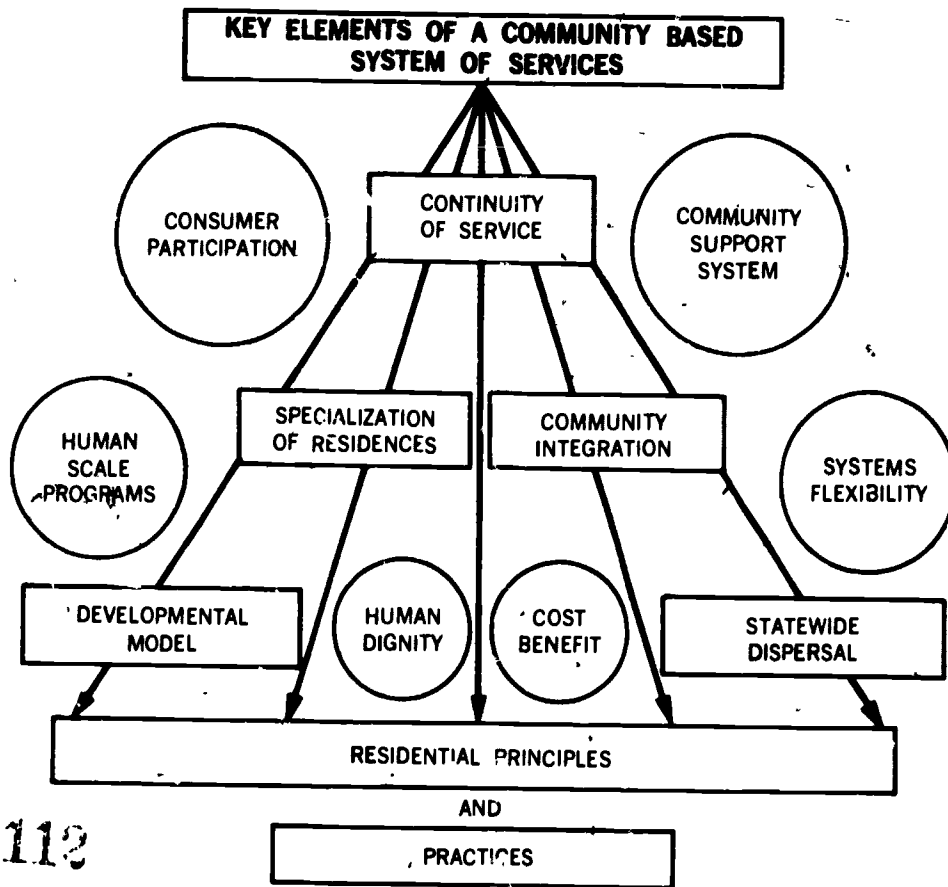 KEY ELEMENTS OF A COMMUNITY BASED
SYSTEM OF SERVICES
CONSUMER
PARTICIPATION
CONTINUITY
OF SERVICE
COMMUNITY
SUPPORT
SYSTEM
HUMAN
SCALE
PROGRAMS
SPECIALIZATION
OF RESIDENCES
COMMUNITY
INTEGRATION
SYSTEMS
FLEXIBILITY
DEVELOPMENTAL
MODEL
HUMAN
DIGNITY
COST
BENEFIT
STATEWIDE
DISPERSAL
RESIDENTIAL PRINCIPLES
AND
PRACTICES
112